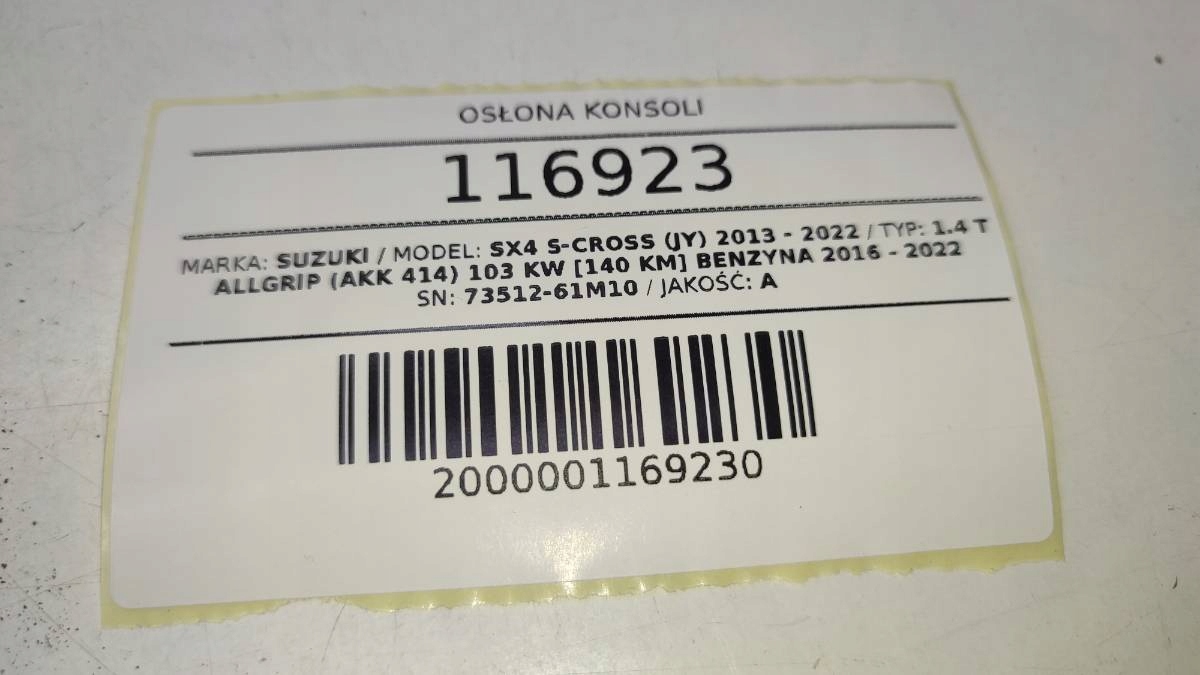 OSŁONA KONSOLI
116923
MARKA: SUZUKI / MODEL: SX4 S-CROSS (JY) 2013 - 2022 / TYP: 1.4 T
ALLGRIP (AKK 414) 103 KW [140 KM] BENZYNA 2016 - 2022
SN: 73512-61M10 / JAKOŚĆ: A
2000001169230